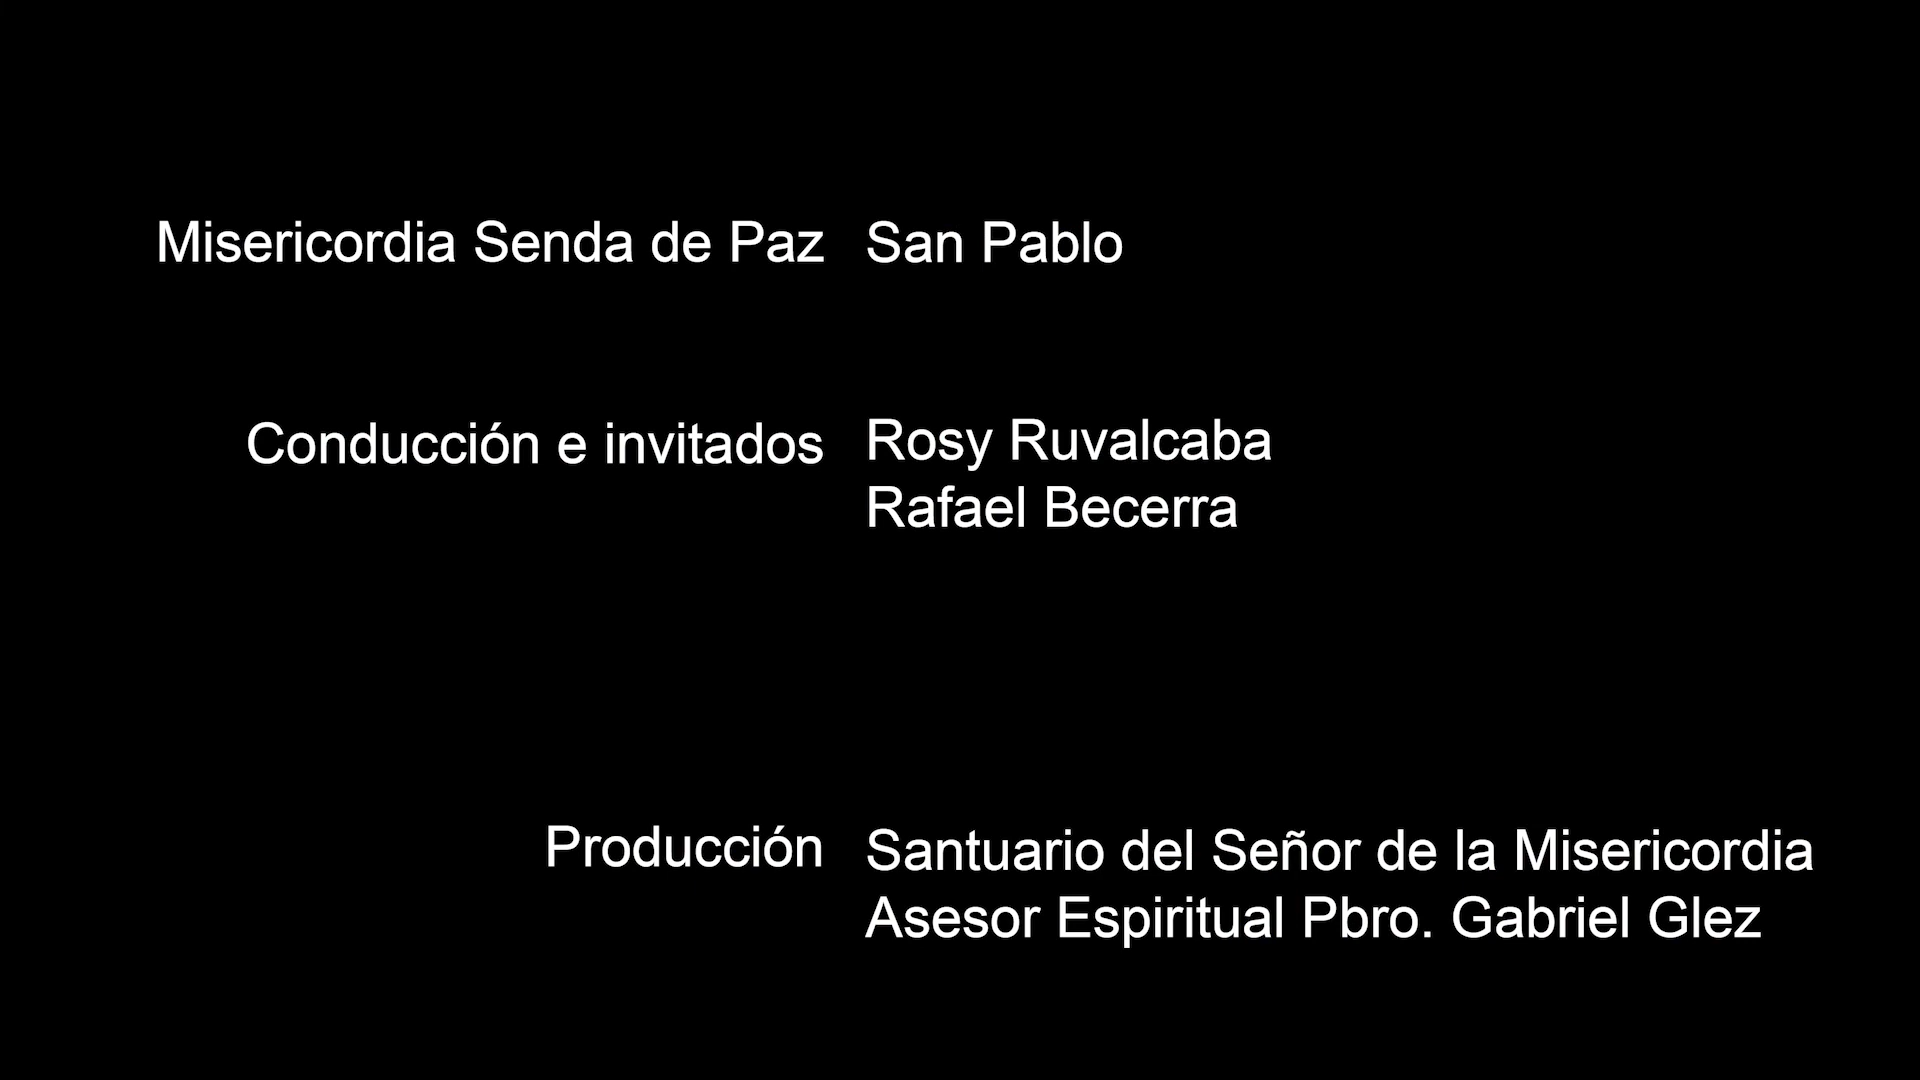 Misericordia Senda de Paz San Pablo
Conducción e invitados Rosy Ruvalcaba
Rafael Becerra
Producción Santuario del Señor de la Misericordia
Asesor Espiritual Pbro. Gabriel Glez